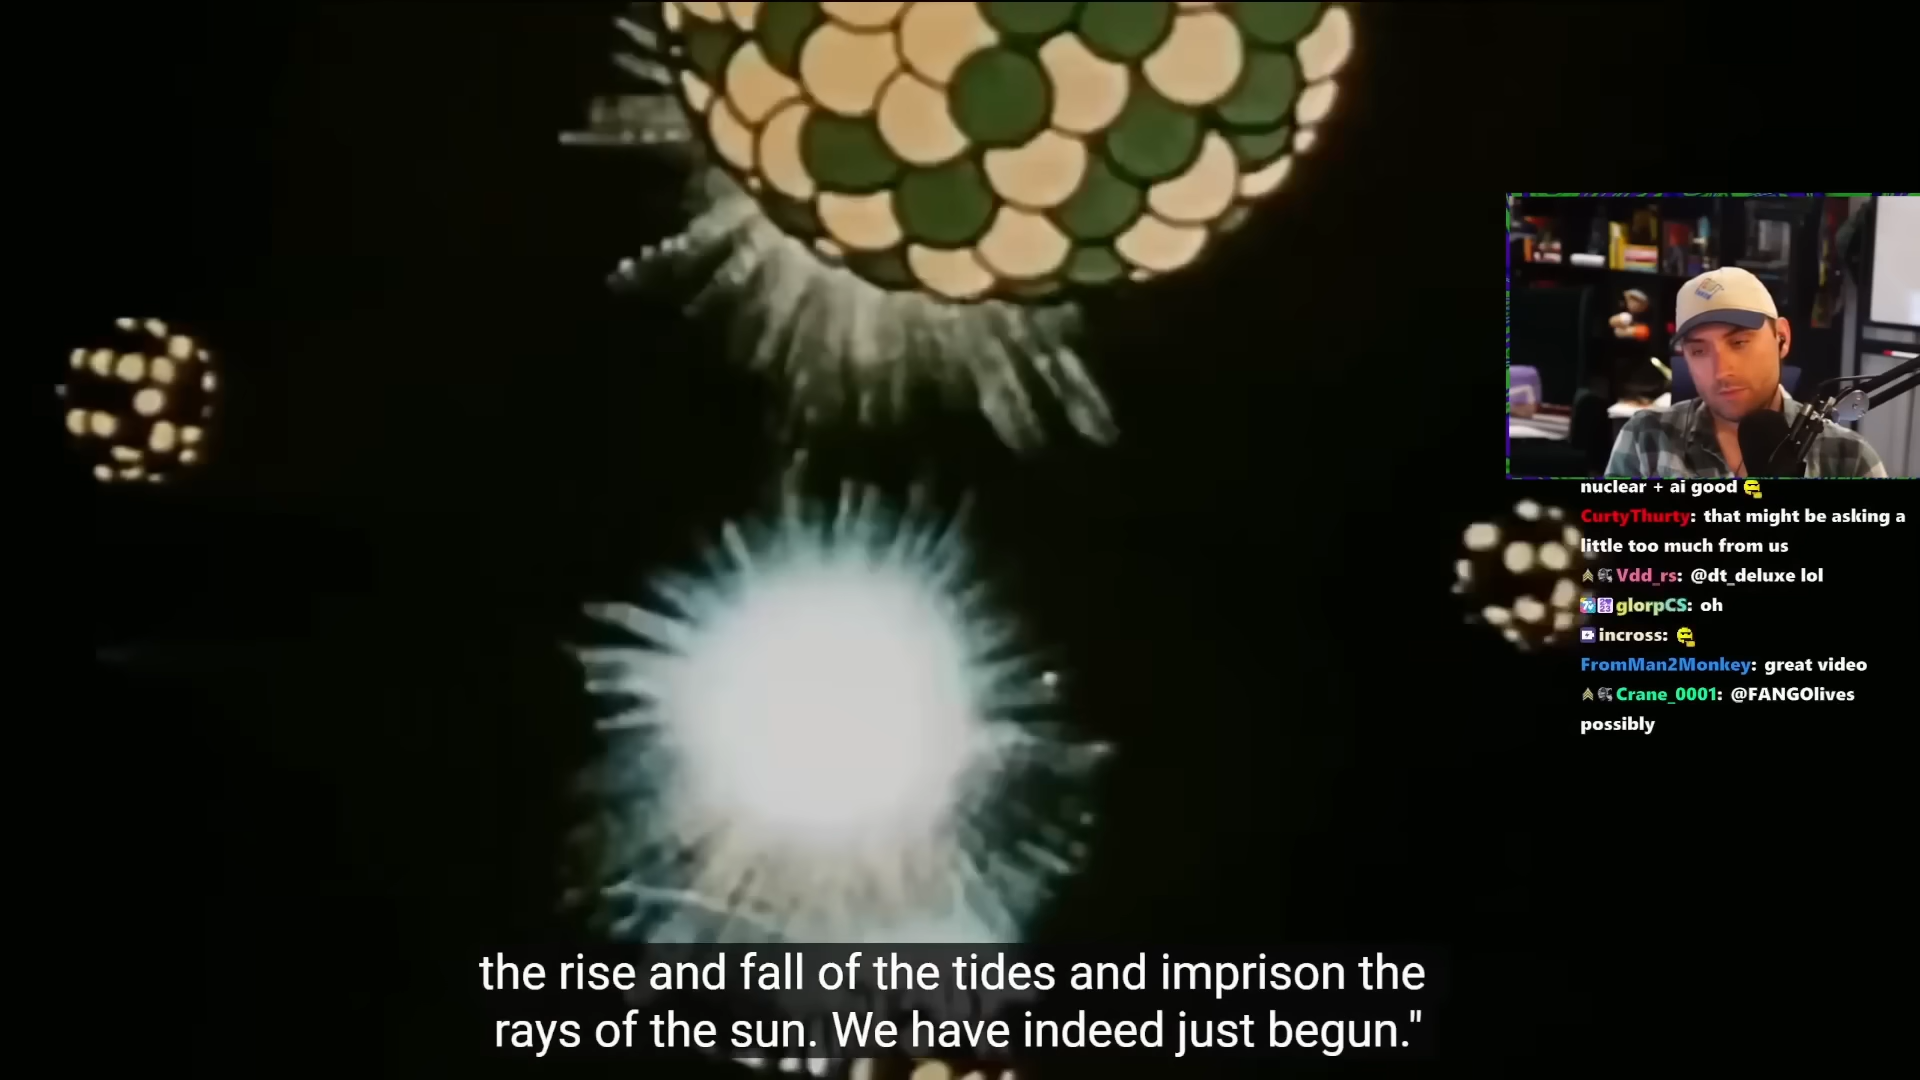 nuclear + ai good
CurtyThurty: that might be asking a
little too much from us
Vdd_rs: @dt_deluxe lol
glorpCS: oh
incross:
FromMan2Monkey: great video
Crane_0001: @FANGOlives
possibly
the rise and fall of the tides and imprison the
rays of the sun. We have indeed just begun."